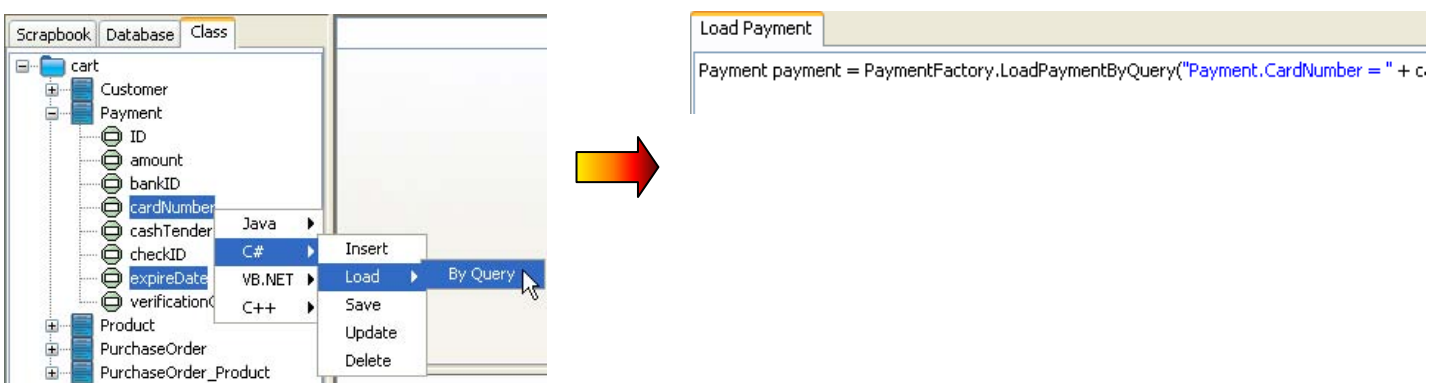 Scrapbook Database Class
cart
Customer
Payment
ID
amount
bankID
cardNumber
cashTender
checkID
expireDate
Product
PurchaseOrder
PurchaseOrder_Product
Java
C#
VB.NET
C++
Insert
Load
Save
Update
Delete
By Query
Load Payment
Payment payment = PaymentFactory.LoadPaymentByQuery("Payment.CardNumber = " +